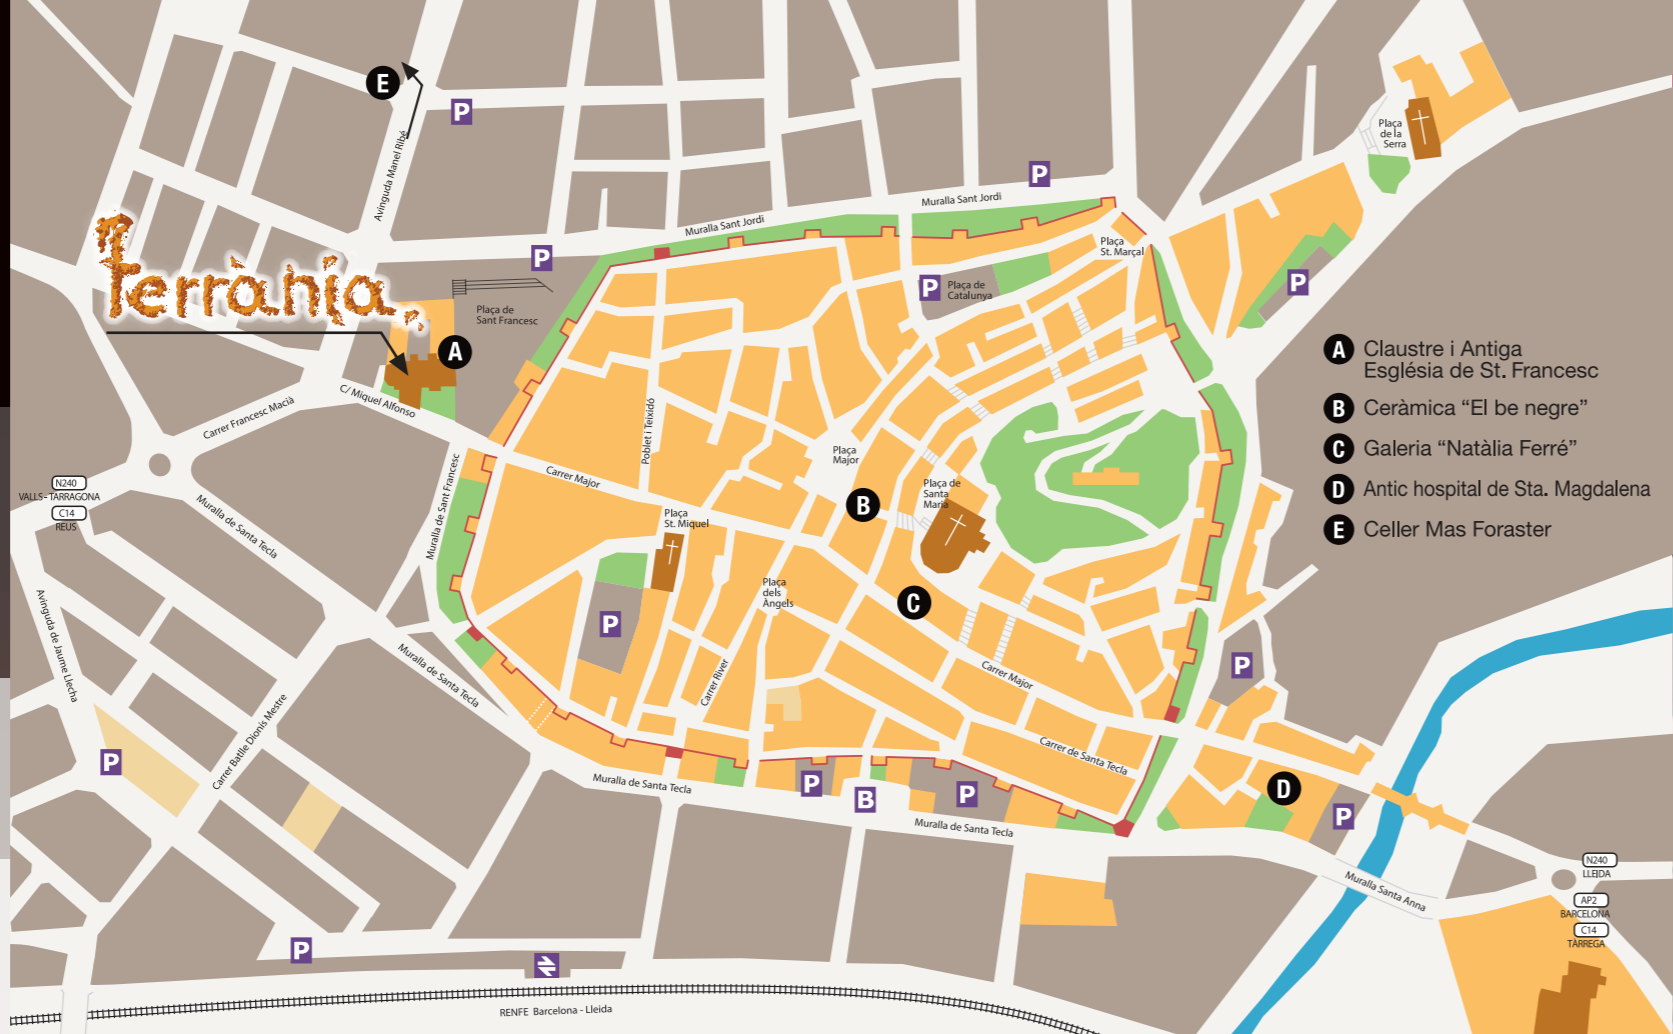 E
P
Avinguda Manel Ribé
Plaça
de la
Serra
P
Muralla Sant Jordi
Muralla Sant Jordi
Terrània
P
Plaça
St. Marçal
P
Plaça de
Catalunya
P
Plaça de
Sant Francesc
A
C/ Miquel Alfonso
Carrer Francesc Macià
Poblet i Teixidó
A Claustre i Antiga
Església de St. Francesc
B Ceràmica “El be negre”
C Galeria “Natàlia Ferré”
D Antic hospital de Sta. Magdalena
E Celler Mas Foraster
Plaça
Major
Carrer Major
N240
VALLS-TARRAGONA
C14
REUS
Muralla de Sant Francesc
Muralla de Santa Tecla
Plaça de
Santa
Maria
B
Plaça
St. Miquel
Plaça
dels
Àngels
C
P
Avinguda de Jaume Llecha
Muralla de Santa Tecla
Carrer River
Carrer Major
P
Carrer Batlle Dionís Mestre
Carrer de Santa Tecla
P
Muralla de Santa Tecla
P
B
P
D
P
Muralla de Santa Tecla
Muralla Santa Anna
N240
LLEIDA
AP2
BARCELONA
C14
TÀRREGA
P
RENFE Barcelona - Lleida